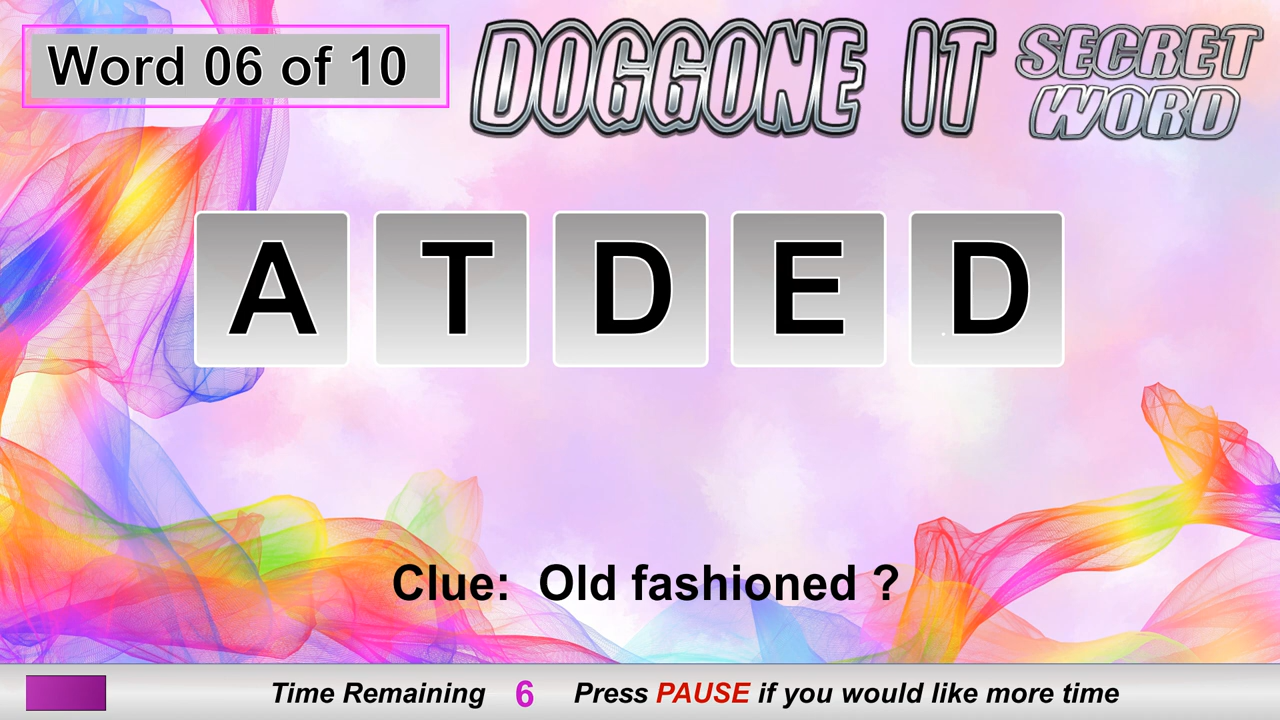 Word 06 of 10
DOGGONE IT
SECRET
WORD
A T D E D
Clue: Old fashioned ?
Time Remaining 6 Press PAUSE if you would like more time